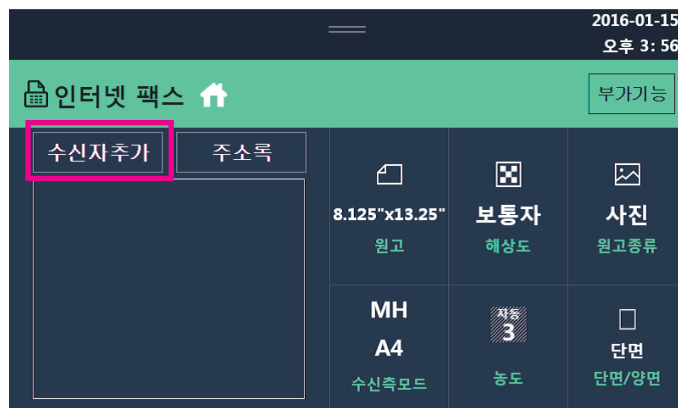 2016-01-15
오후 3: 56
인터넷 팩스
부가기능
수신자추가
주소록
8.125"x13.25"
원고
보통자
해상도
사진
원고종류
MH
A4
수신측모드
자동
3
농도
단면
단면/양면